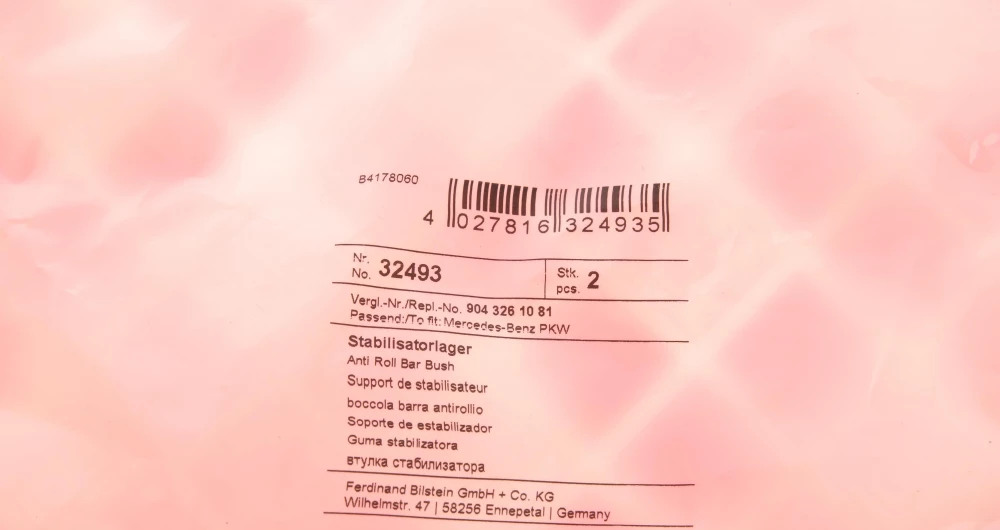 B4178060
4 027816 324935
Nr.
No. 32493
Stk.
pcs. 2
Vergl.-Nr./Repl.-No. 904 326 10 81
Passend:/To fit: Mercedes-Benz PKW
Stabilisatorlager
Anti Roll Bar Bush
Support de stabilisateur
boccola barra antirollio
Soporte de estabilizador
Guma stabilizatora
втулка стабилизатора
Ferdinand Bilstein GmbH + Co. KG
Wilhelmstr. 47 | 58256 Ennepetal | Germany